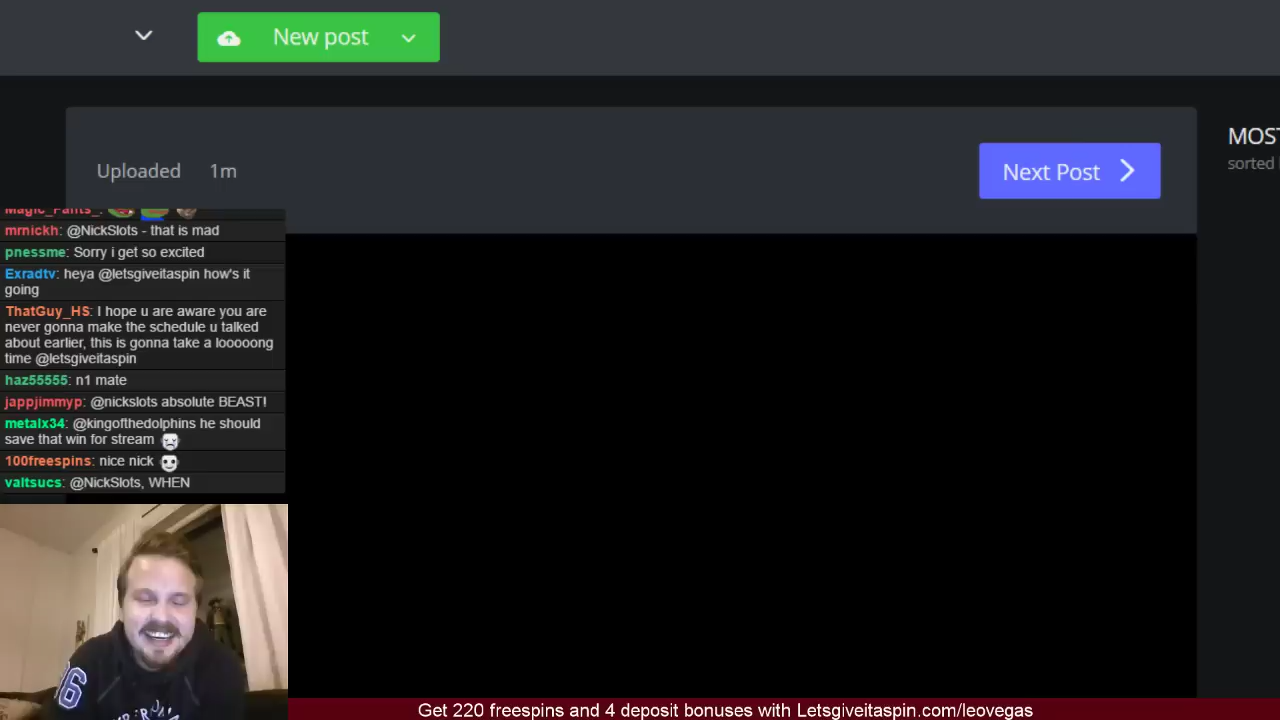 New post
MOST
Uploaded 1m
Next Post
sorted
Magic_Pants_:
mrnickh: @NickSlots - that is mad
pnessme: Sorry i get so excited
Exradtv: heya @letsgiveitaspin how's it
going
ThatGuy_HS: I hope u are aware you are
never gonna make the schedule u talked
about earlier, this is gonna take a looooong
time @letsgiveitaspin
haz55555: n1 mate
jappjimmyp: @nickslots absolute BEAST!
metalx34: @kingofthedolphins he should
save that win for stream
100freespins: nice nick
valtsucs: @NickSlots, WHEN
Get 220 freespins and 4 deposit bonuses with Letsgiveitaspin.com/leovegas